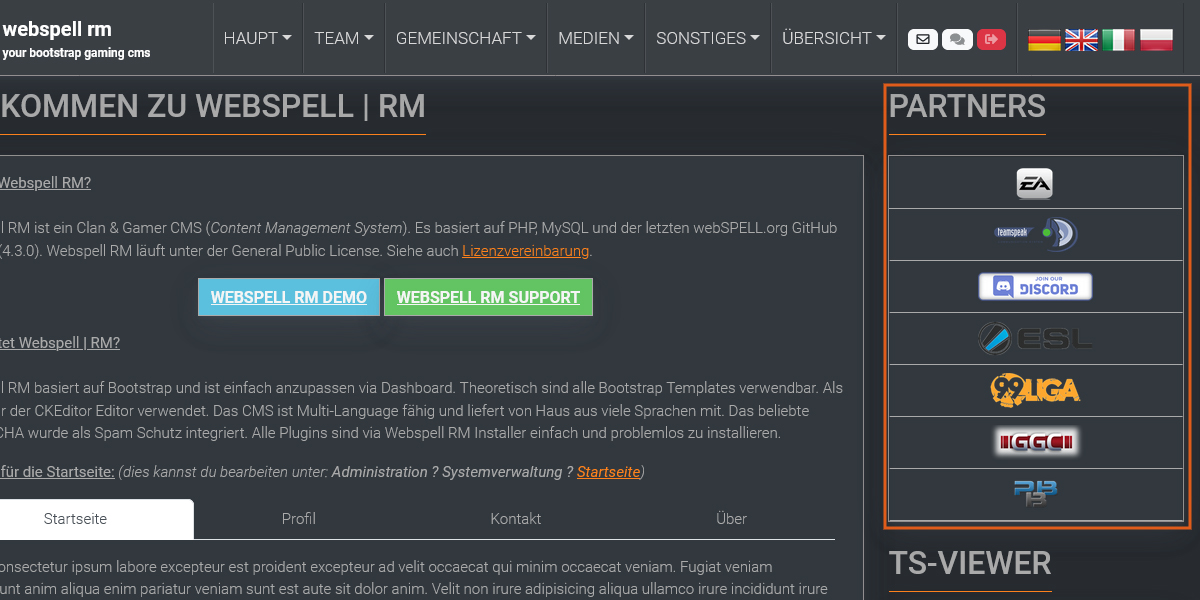 webspell rm
your bootstrap gaming cms
HAUPT TEAM GEMEINSCHAFT MEDIEN SONSTIGES ÜBERSICHT
KOMMEN ZU WEBSPELL | RM
Webspell RM?
l RM ist ein Clan & Gamer CMS (Content Management System). Es basiert auf PHP, MySQL und der letzten webSPELL.org GitHub
(4.3.0). Webspell RM läuft unter der General Public License. Siehe auch Lizenzvereinbarung.
WEBSPELL RM DEMO WEBSPELL RM SUPPORT
tet Webspell | RM?
l RM basiert auf Bootstrap und ist einfach anzupassen via Dashboard. Theoretisch sind alle Bootstrap Templates verwendbar. Als
r der CKEditor Editor verwendet. Das CMS ist Multi-Language fähig und liefert von Haus aus viele Sprachen mit. Das beliebte
CHA wurde als Spam Schutz integriert. Alle Plugins sind via Webspell RM Installer einfach und problemlos zu installieren.
für die Startseite: (dies kannst du bearbeiten unter: Administration ? Systemverwaltung ? Startseite)
Startseite Profil Kontakt Über
onsectetur ipsum labore excepteur est proident excepteur ad velit occaecat qui minim occaecat veniam. Fugiat veniam
unt anim aliqua enim pariatur veniam sunt est aute sit dolor anim. Velit non irure adipisicing aliqua ullamco irure incididunt irure
PARTNERS
EA
teamspeak
JOIN OUR
DISCORD
ESL
99LIGA
GGC
TS-VIEWER